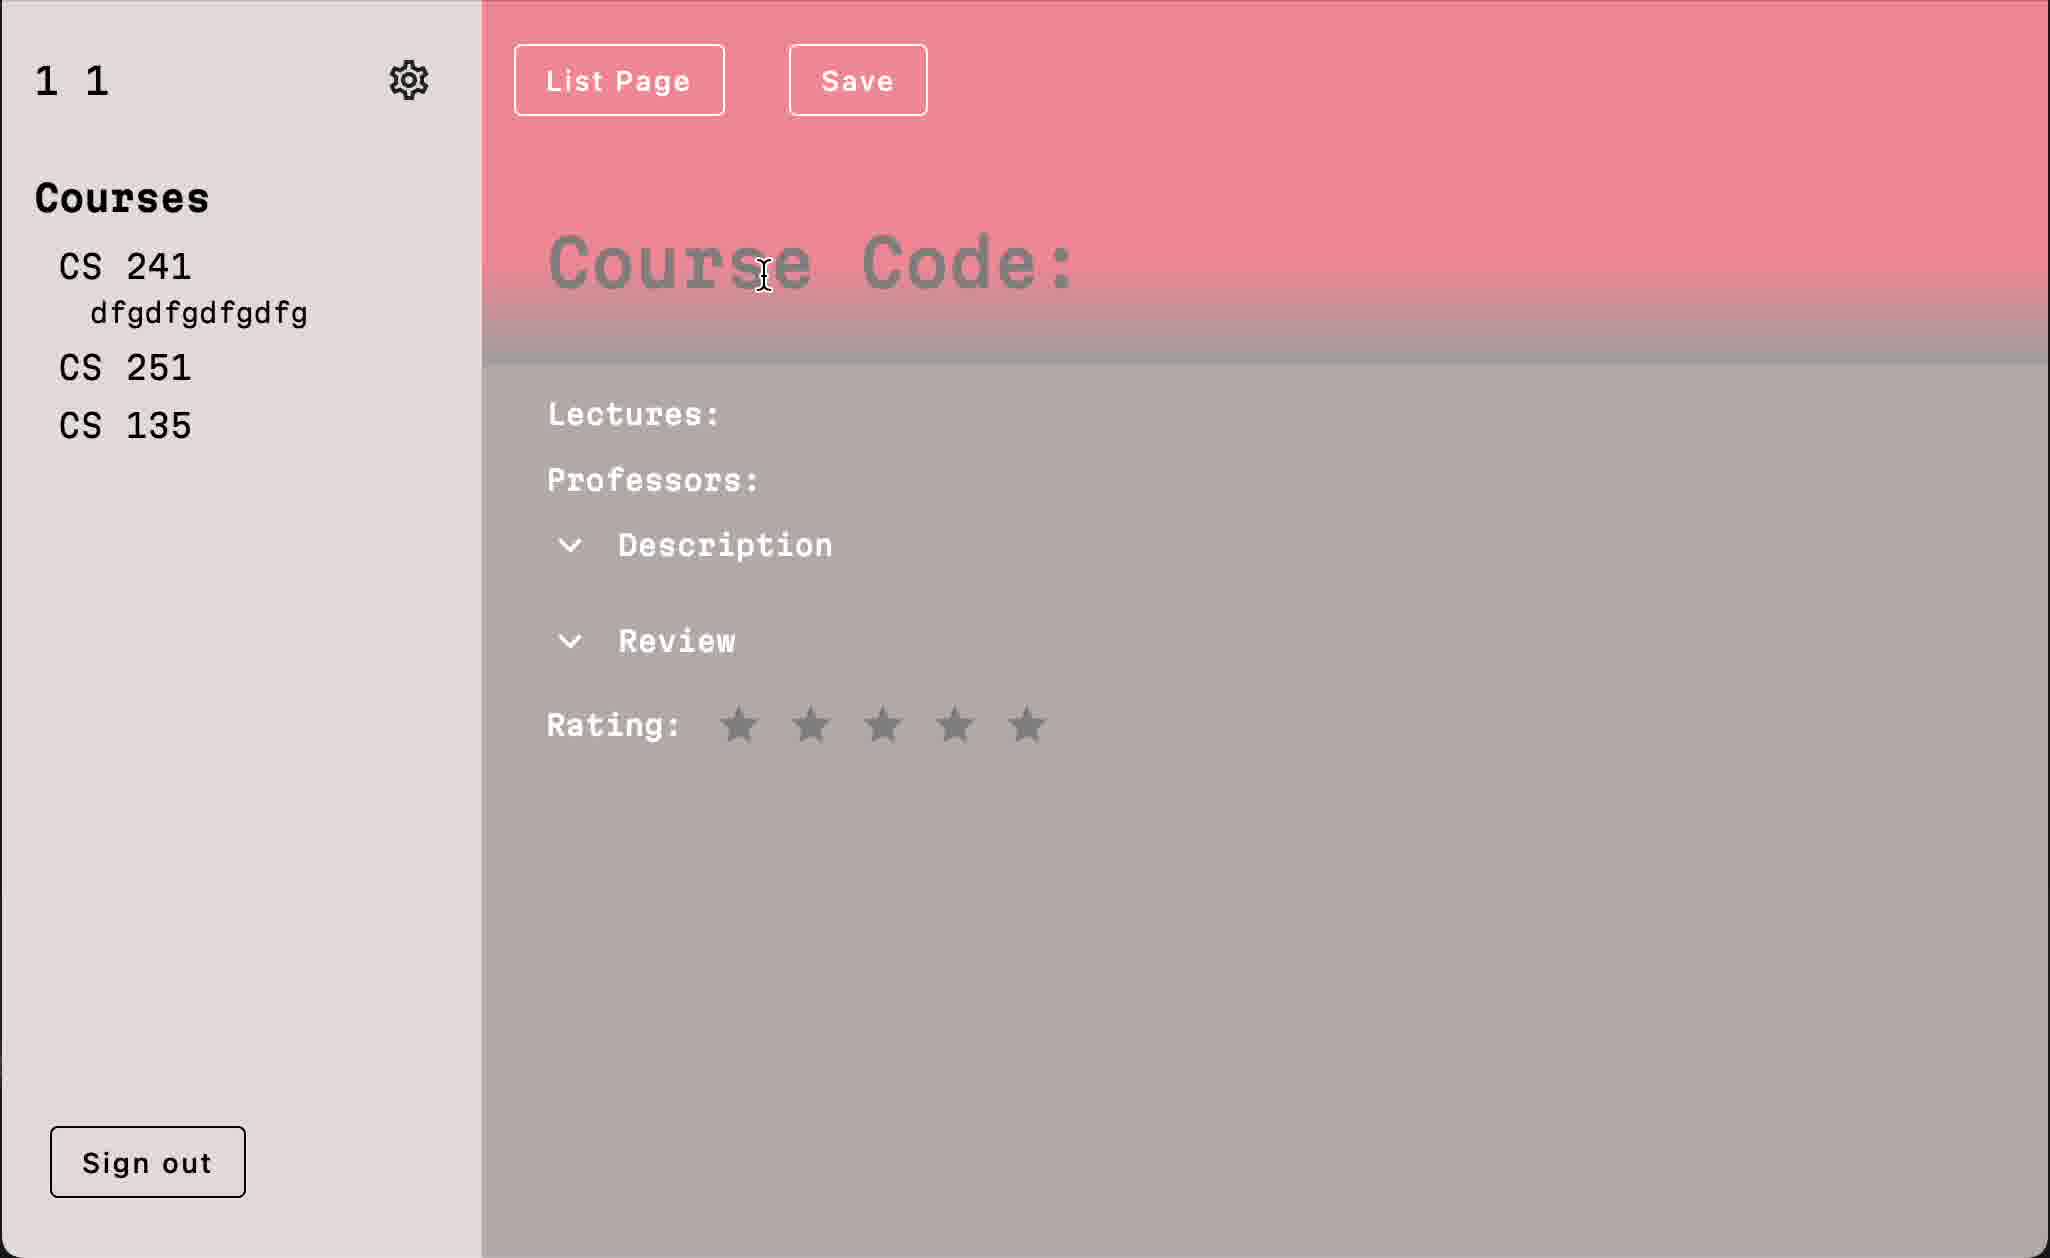 1 1
Courses
CS 241
dfgdfgdfgdfg
CS 251
CS 135
Sign out
List Page
Save
Course Code:
Lectures:
Professors:
Description
Review
Rating: